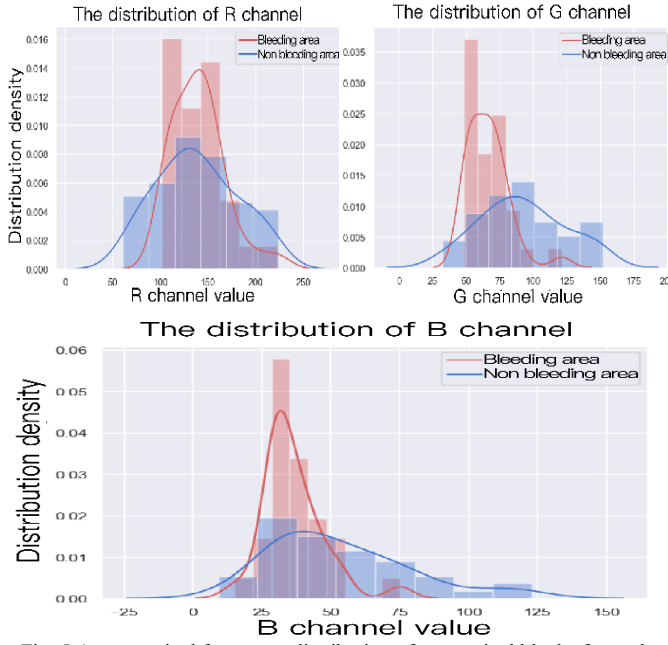 The distribution of R channel
Distribution density
0.016
0.014
0.012
0.010
0.008
0.006
0.004
0.002
0.000
Bleeding area
Non bleeding area
0 50 100 150 200 250
R channel value
The distribution of G channel
0.035
0.030
0.025
0.020
0.015
0.010
0.005
0.000
Bleeding area
Non bleeding area
0 25 50 75 100 125 150 175 200
G channel value
The distribution of B channel
Distribution density
0.06
0.05
0.04
0.03
0.02
0.01
0.00
Bleeding area
Non bleeding area
-25 0 25 50 75 100 125 150
B channel value